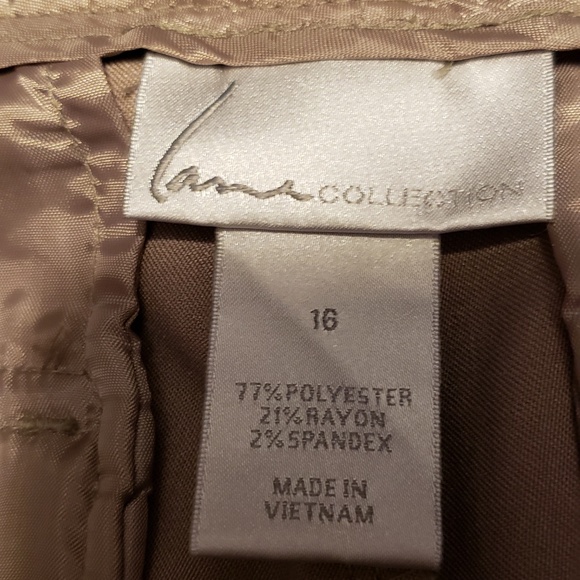 COLLECTION
16
77%POLYESTER
21%RAYON
2%SPANDEX
MADE IN
VIETNAM